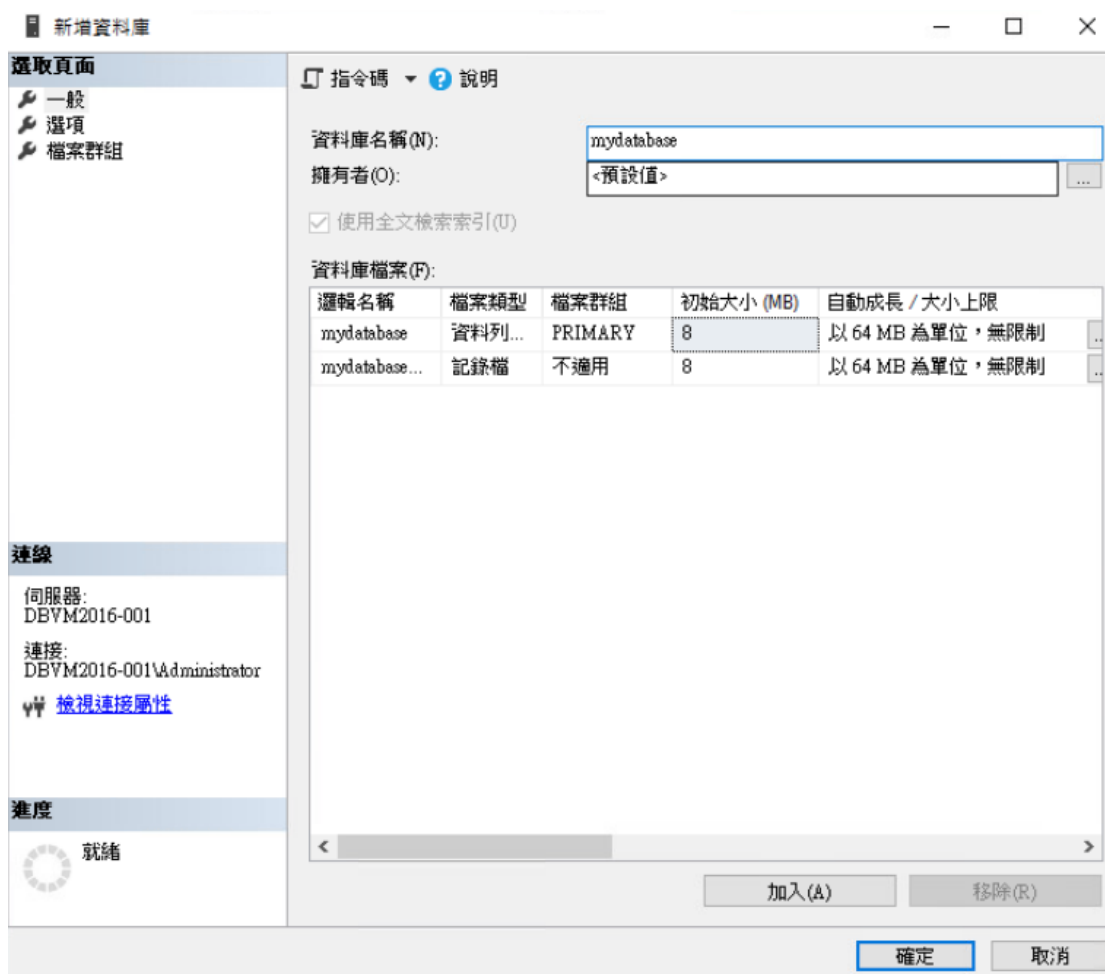 新增資料庫
選取頁面
一般
選項
檔案群組
指令碼 說明
資料庫名稱(N): mydatabase
擁有者(O): <預設值> ...
使用全文檢索索引(U)
資料庫檔案(F):
邏輯名稱 檔案類型 檔案群組 初始大小 (MB) 自動成長 / 大小上限
mydatabase 資料列... PRIMARY 8 以 64 MB 為單位，無限制 ..
mydatabase... 記錄檔 不適用 8 以 64 MB 為單位，無限制 ..
連線
伺服器:
DBVM2016-001
連接:
DBVM2016-001\Administrator
檢視連接屬性
進度
就緒
加入(A) 移除(R)
確定 取消